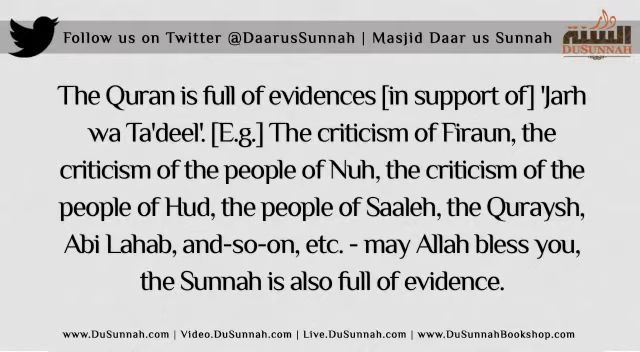 Follow us on Twitter @DaarusSunnah | Masjid Daar us Sunnah
دار
السنة
DUSUNNAH
The Quran is full of evidences [in support of] 'Jarh
wa Ta'deel'. [E.g.] The criticism of Firaun, the
criticism of the people of Nuh, the criticism of the
people of Hud, the people of Saaleh, the Quraysh,
Abi Lahab, and-so-on, etc. - may Allah bless you,
the Sunnah is also full of evidence.
www.DuSunnah.com | Video.DuSunnah.com | Live.DuSunnah.com | www.DuSunnahBookshop.com